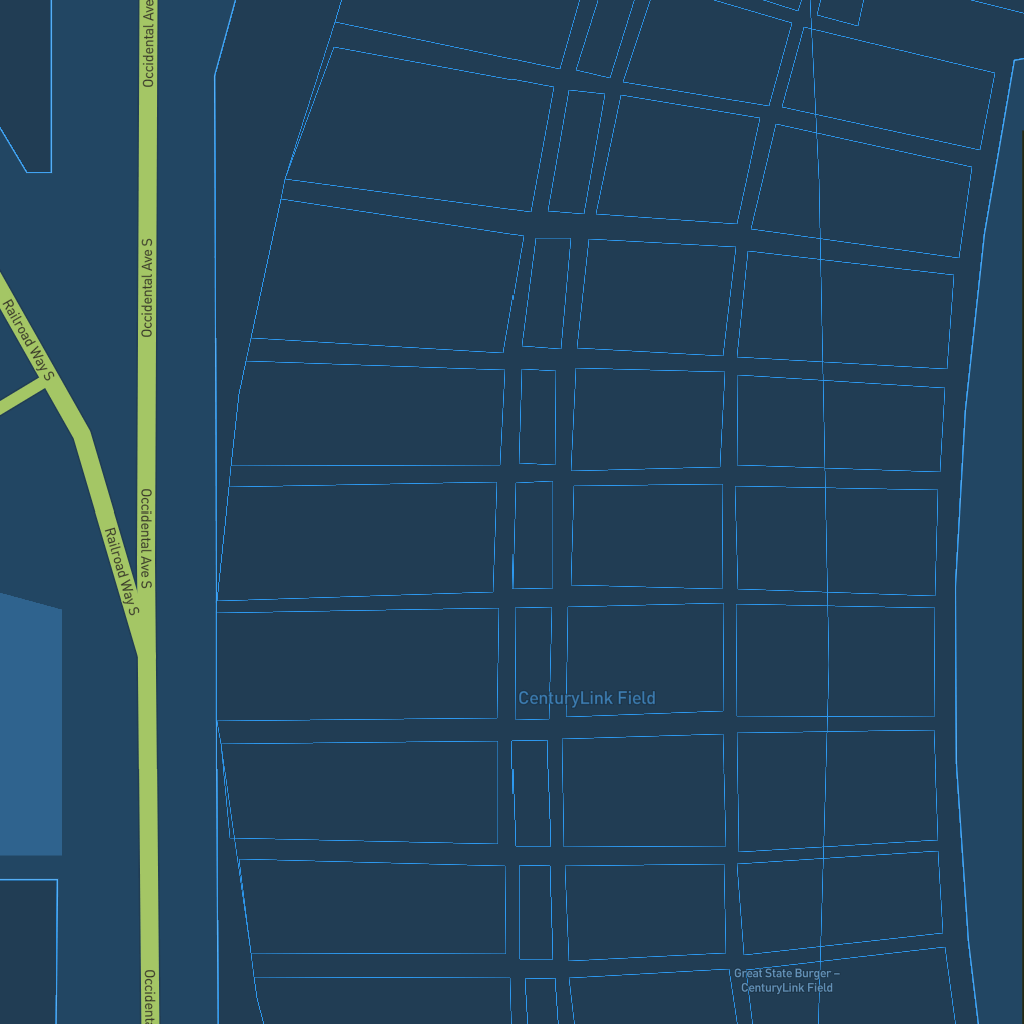 Occidental Ave
Occidental Ave S
Railroad Way S
Occidental Ave S
Railroad Way S
CenturyLink Field
Great State Burger –
CenturyLink Field